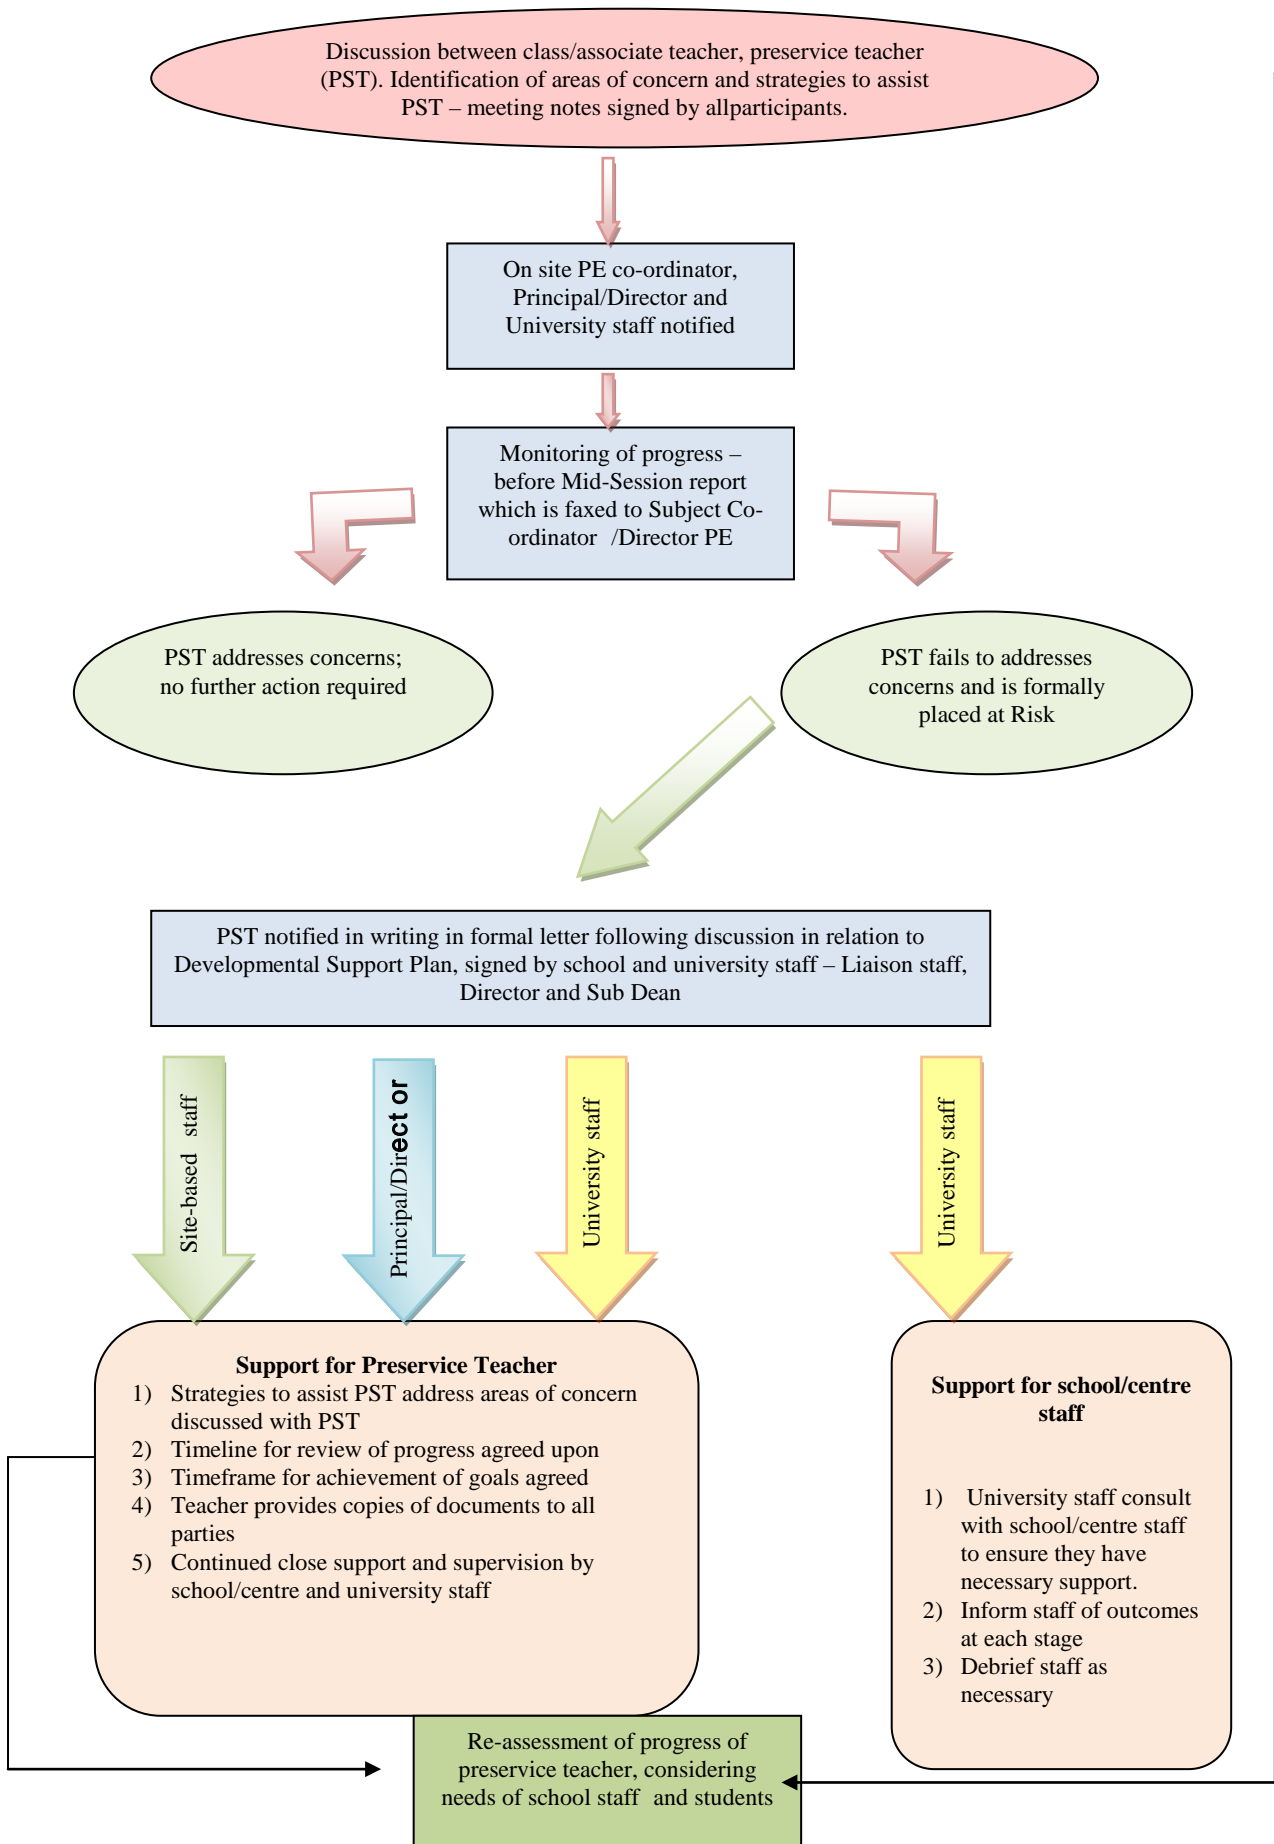 Discussion between class/associate teacher, preservice teacher
(PST). Identification of areas of concern and strategies to assist
PST – meeting notes signed by allparticipants.
On site PE co-ordinator,
Principal/Director and
University staff notified
Monitoring of progress –
before Mid-Session report
which is faxed to Subject Co-
ordinator /Director PE
PST addresses concerns;
no further action required
PST fails to addresses
concerns and is formally
placed at Risk
PST notified in writing in formal letter following discussion in relation to
Developmental Support Plan, signed by school and university staff – Liaison staff,
Director and Sub Dean
Site-based staff
Principal/Direct or
University staff
University staff
Support for Preservice Teacher
1) Strategies to assist PST address areas of concern
discussed with PST
2) Timeline for review of progress agreed upon
3) Timeframe for achievement of goals agreed
4) Teacher provides copies of documents to all
parties
5) Continued close support and supervision by
school/centre and university staff
Support for school/centre
staff
1) University staff consult
with school/centre staff
to ensure they have
necessary support.
2) Inform staff of outcomes
at each stage
3) Debrief staff as
necessary
Re-assessment of progress of
preservice teacher, considering
needs of school staff and students